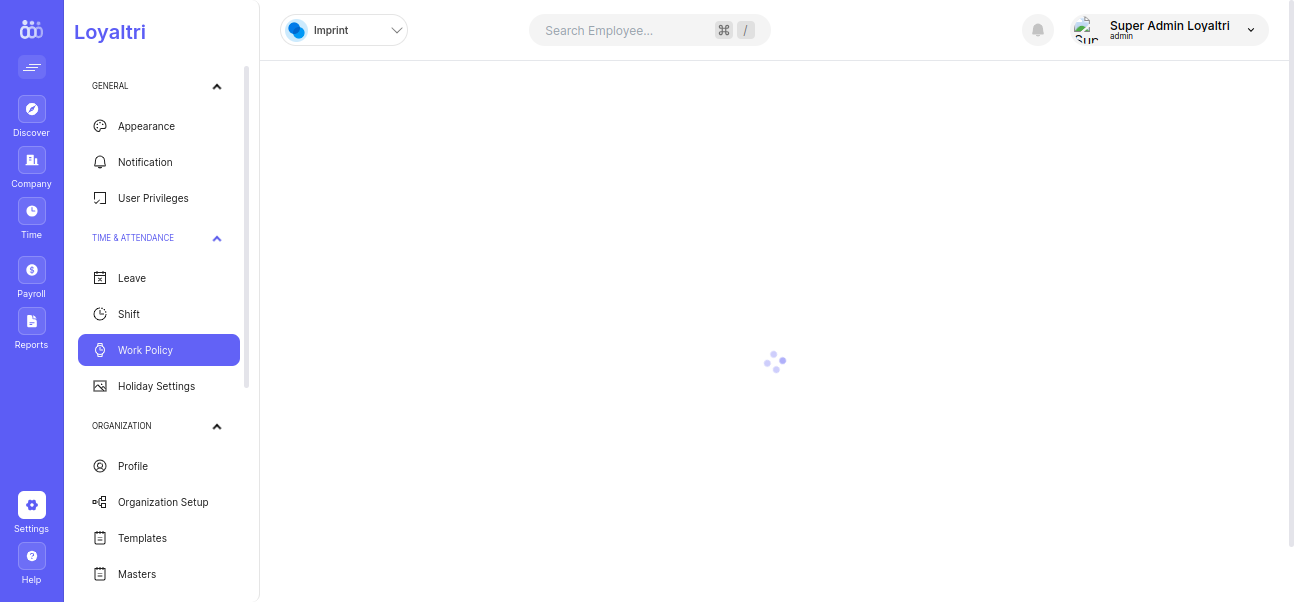 Loyaltri
Imprint
Search Employee...
⌘ /
Super Admin Loyaltri
admin
Discover
Company
Time
Payroll
Reports
Settings
Help
GENERAL
Appearance
Notification
User Privileges
TIME & ATTENDANCE
Leave
Shift
Work Policy
Holiday Settings
ORGANIZATION
Profile
Organization Setup
Templates
Masters